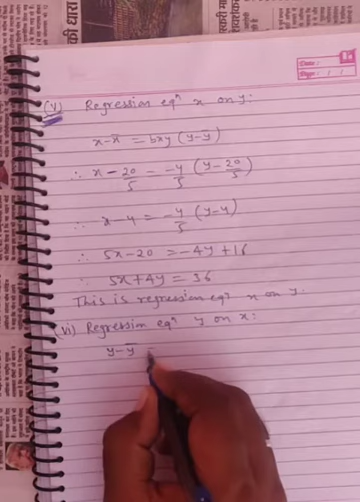 (V) Regression eqⁿ x on y:
x - x̄ = bxy (y - ȳ)
∴ x - 20/5 = -4/5 (y - 20/5)
∴ x - 4 = -4/5 (y - 4)
∴ 5x - 20 = -4y + 16
∴ 5x + 4y = 36
This is regression eqⁿ x on y.
(VI) Regression eqⁿ y on x:
y - ȳ =